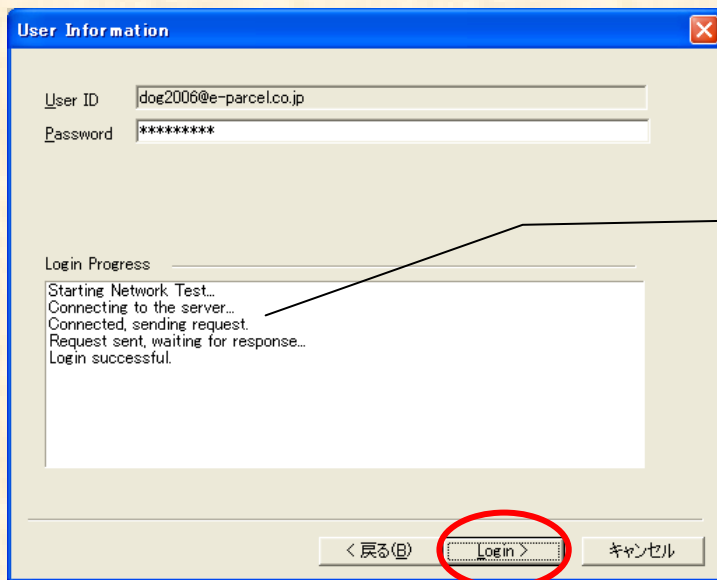 User Information
User ID dog2006@e-parcel.co.jp
Password *********
Login Progress
Starting Network Test...
Connecting to the server...
Connected, sending request.
Request sent, waiting for response...
Login successful.
< 戻る(B) Login > キャンセル